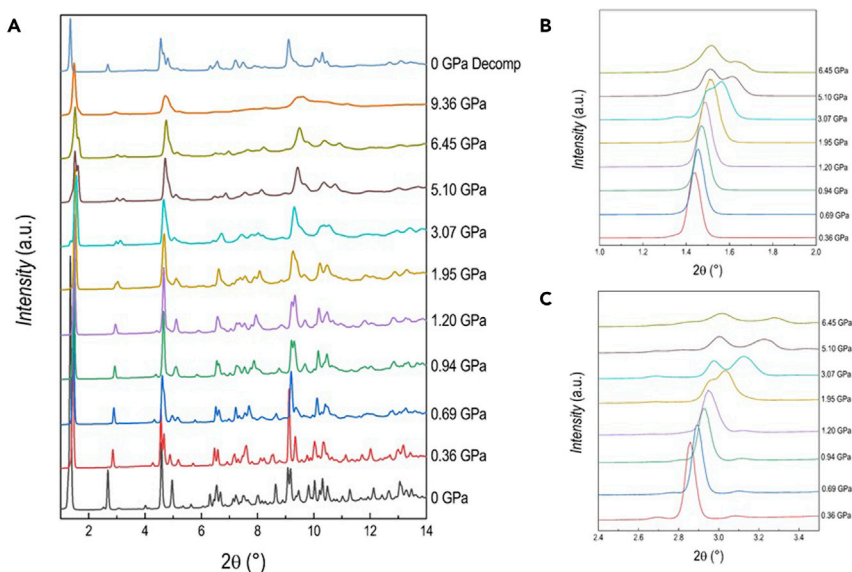 A
Intensity (a.u.)
0 GPa Decomp
9.36 GPa
6.45 GPa
5.10 GPa
3.07 GPa
1.95 GPa
1.20 GPa
0.94 GPa
0.69 GPa
0.36 GPa
0 GPa
2 4 6 8 10 12 14
2θ (°)
B
Intensity (a.u.)
6.45 GPa
5.10 GPa
3.07 GPa
1.95 GPa
1.20 GPa
0.94 GPa
0.69 GPa
0.36 GPa
1.0 1.2 1.4 1.6 1.8 2.0
2θ (°)
C
Intensity (a.u.)
6.45 GPa
5.10 GPa
3.07 GPa
1.95 GPa
1.20 GPa
0.94 GPa
0.69 GPa
0.36 GPa
2.4 2.6 2.8 3.0 3.2 3.4
2θ (°)